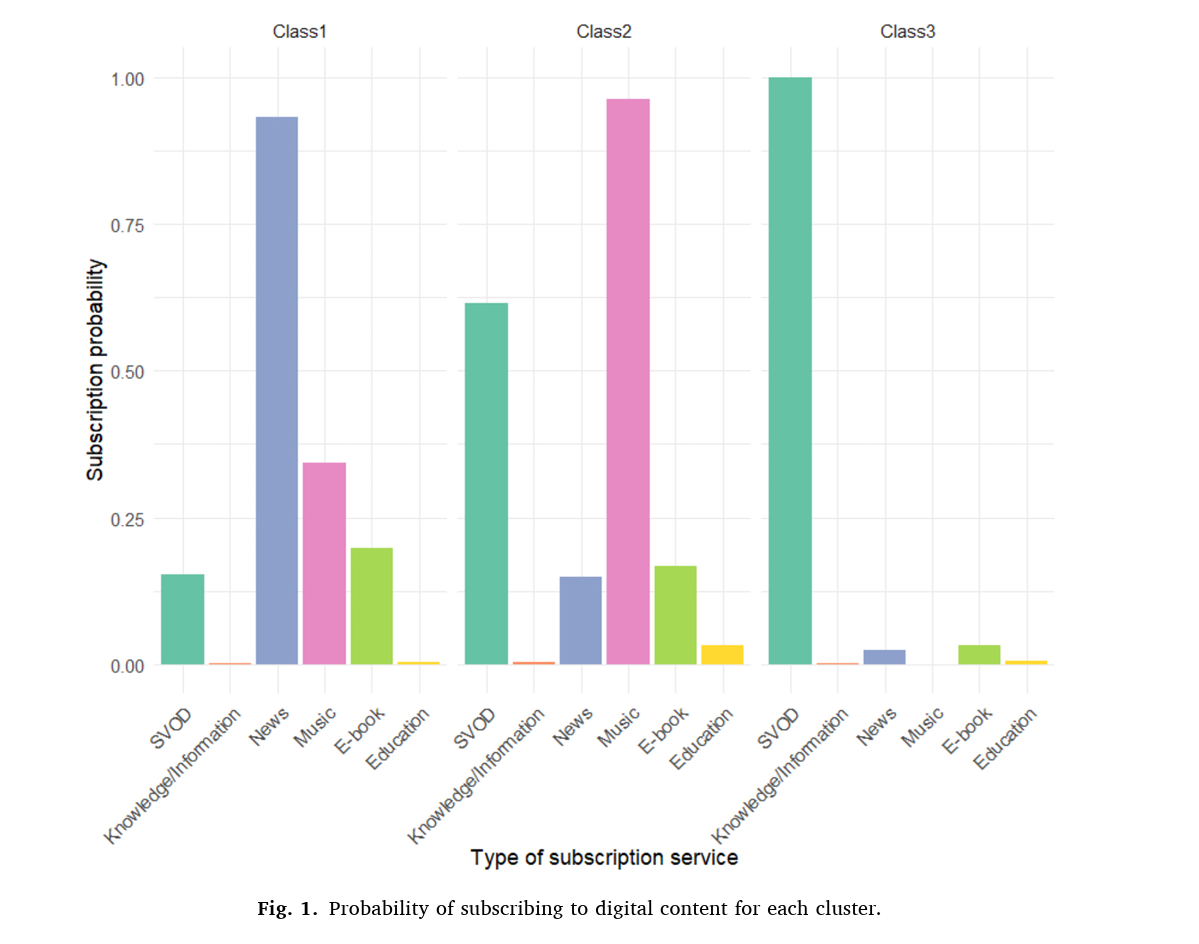 Class1 Class2 Class3
1.00
0.75
0.50
0.25
0.00
Subscription probability
SVOD Knowledge/Information News Music E-book Education SVOD Knowledge/Information News Music E-book Education SVOD Knowledge/Information News Music E-book Education
Type of subscription service
Fig. 1. Probability of subscribing to digital content for each cluster.